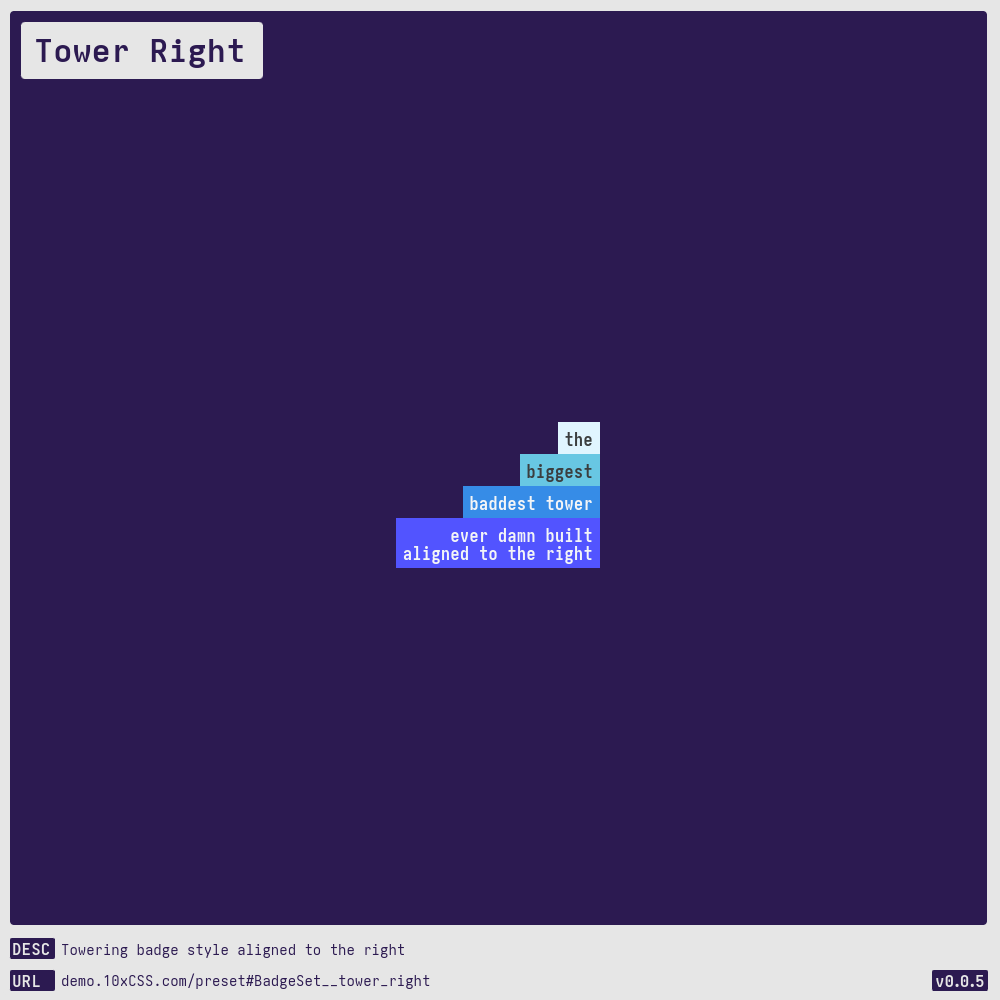 Tower Right
the
biggest
baddest tower
ever damn built
aligned to the right
DESC Towering badge style aligned to the right
URL demo.10xCSS.com/preset#BadgeSet__tower_right
v0.0.5